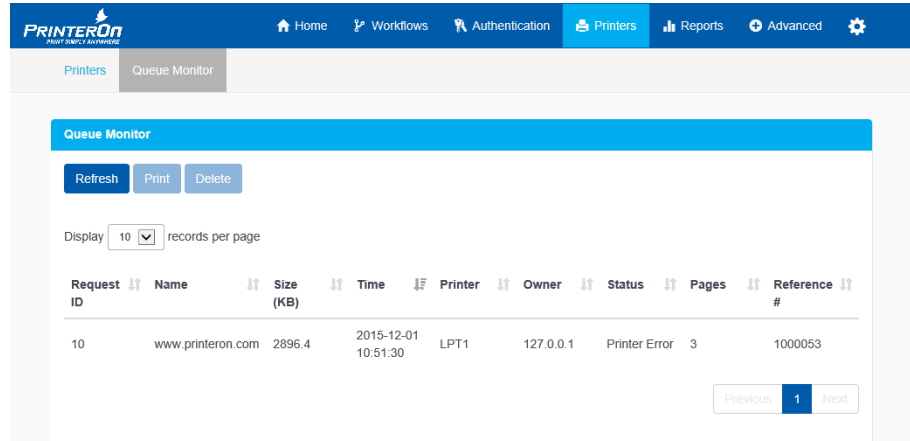 PRINTERON
PRINT SIMPLY ANYWHERE
Home Workflows Authentication Printers Reports Advanced
Printers Queue Monitor
Queue Monitor
Refresh Print Delete
Display 10 records per page
Request ID Name Size (KB) Time Printer Owner Status Pages Reference #
10 www.printeron.com 2896.4 2015-12-01 10:51:30 LPT1 127.0.0.1 Printer Error 3 1000053
Previous 1 Next